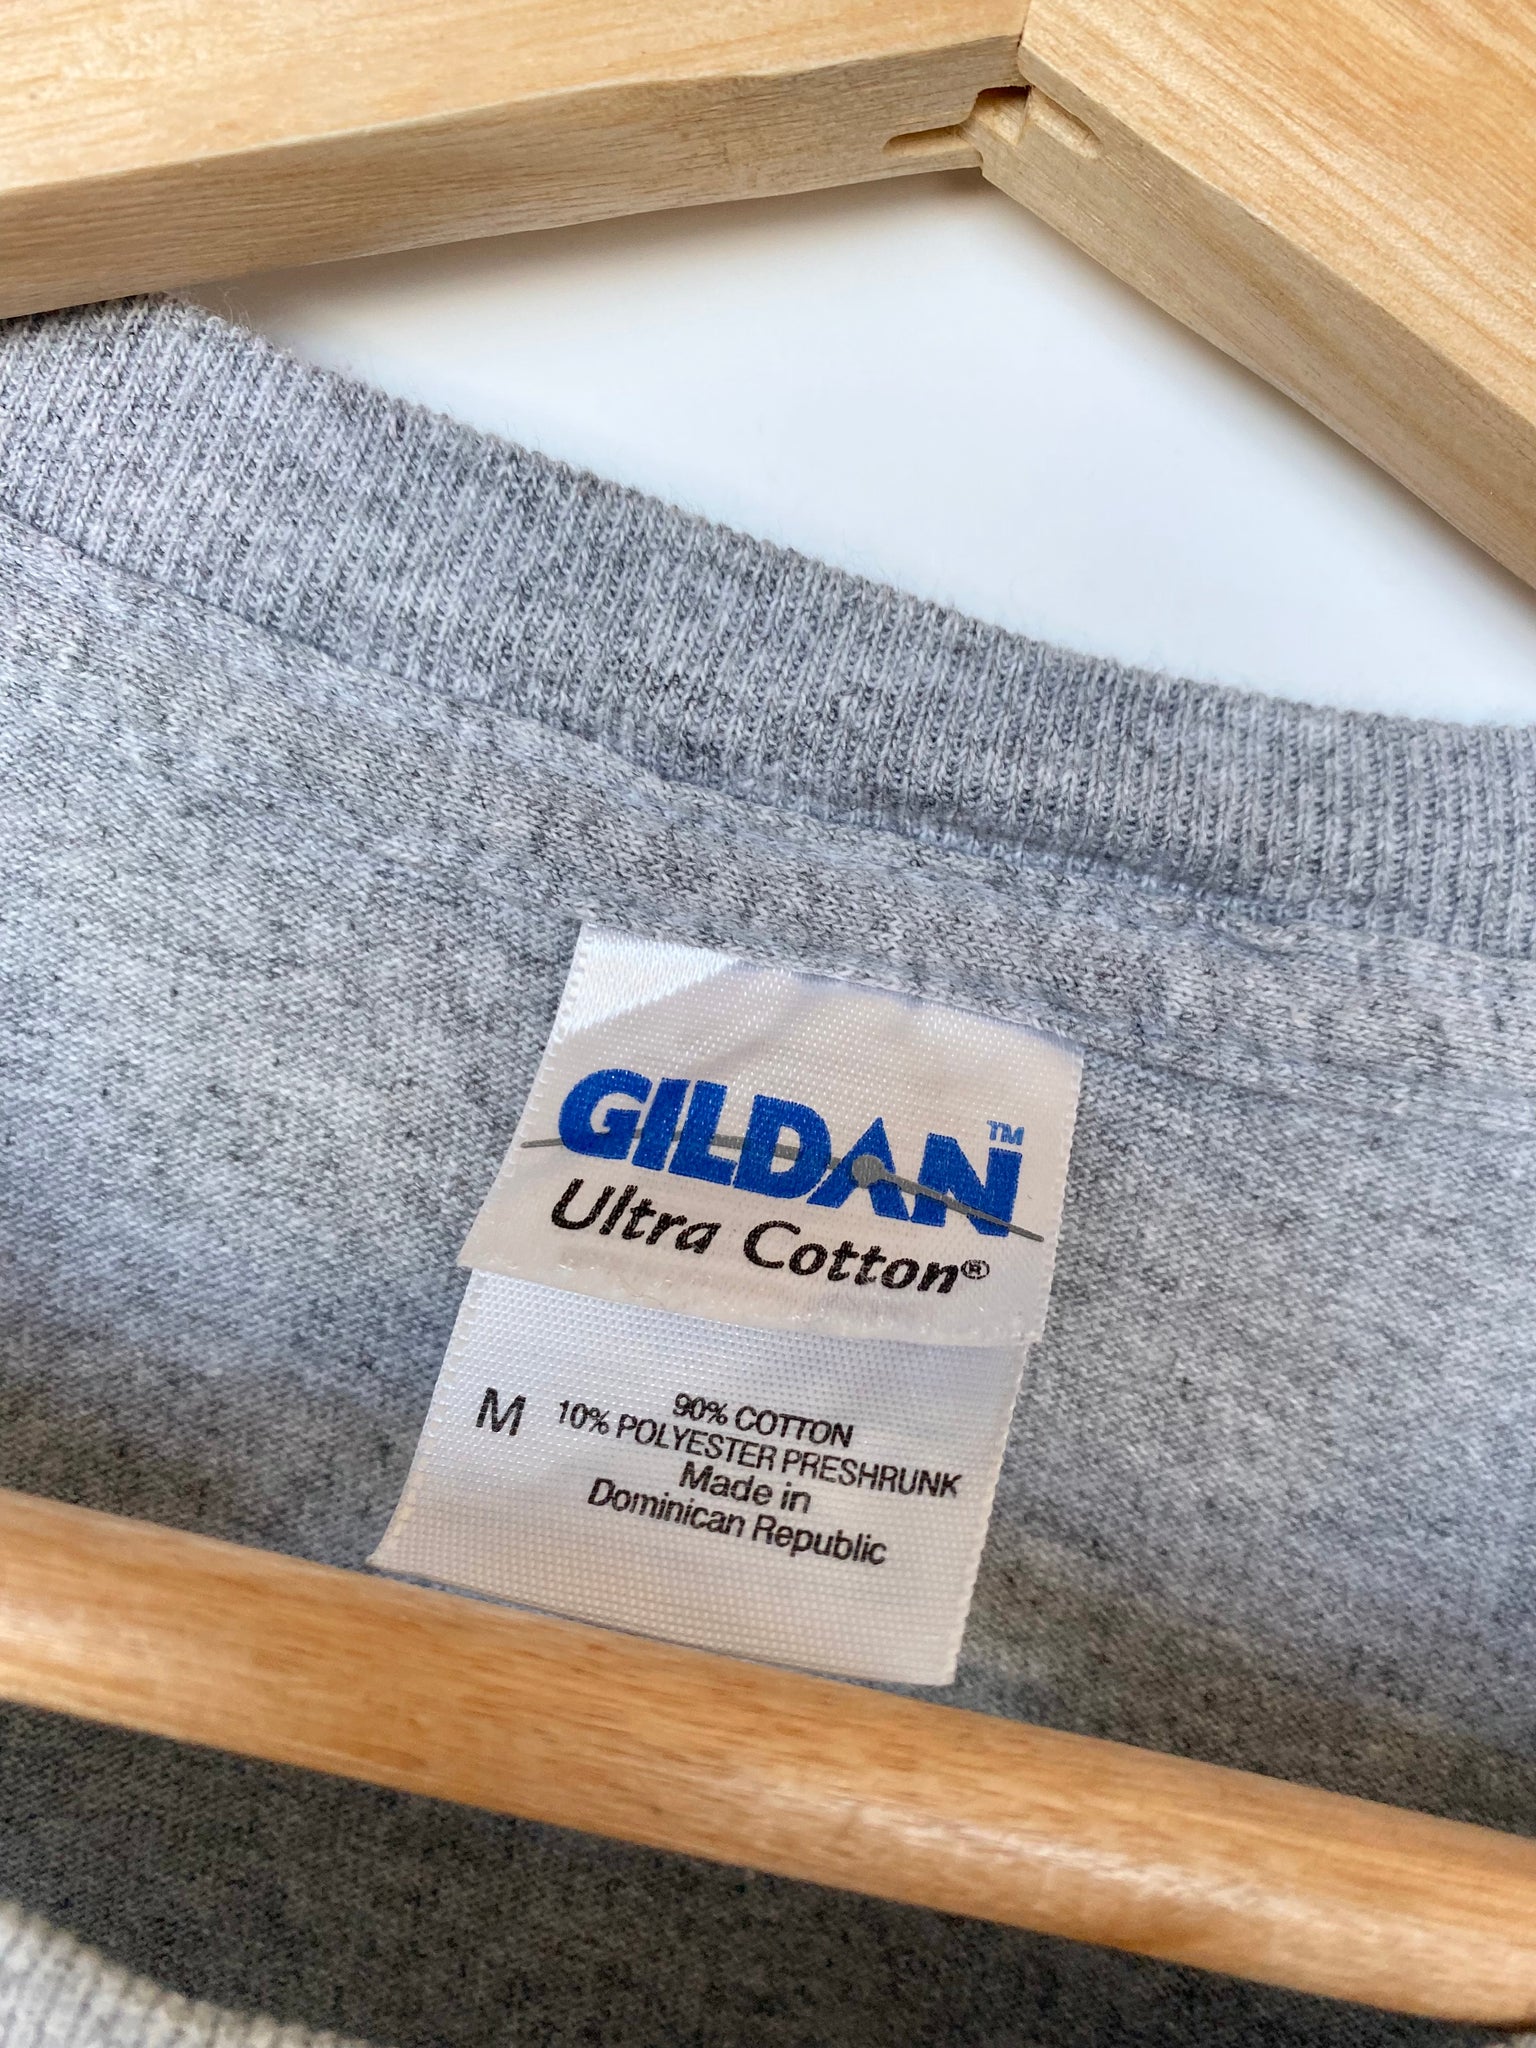 GILDAN™
Ultra Cotton®
M
90% COTTON
10% POLYESTER PRESHRUNK
Made in
Dominican Republic